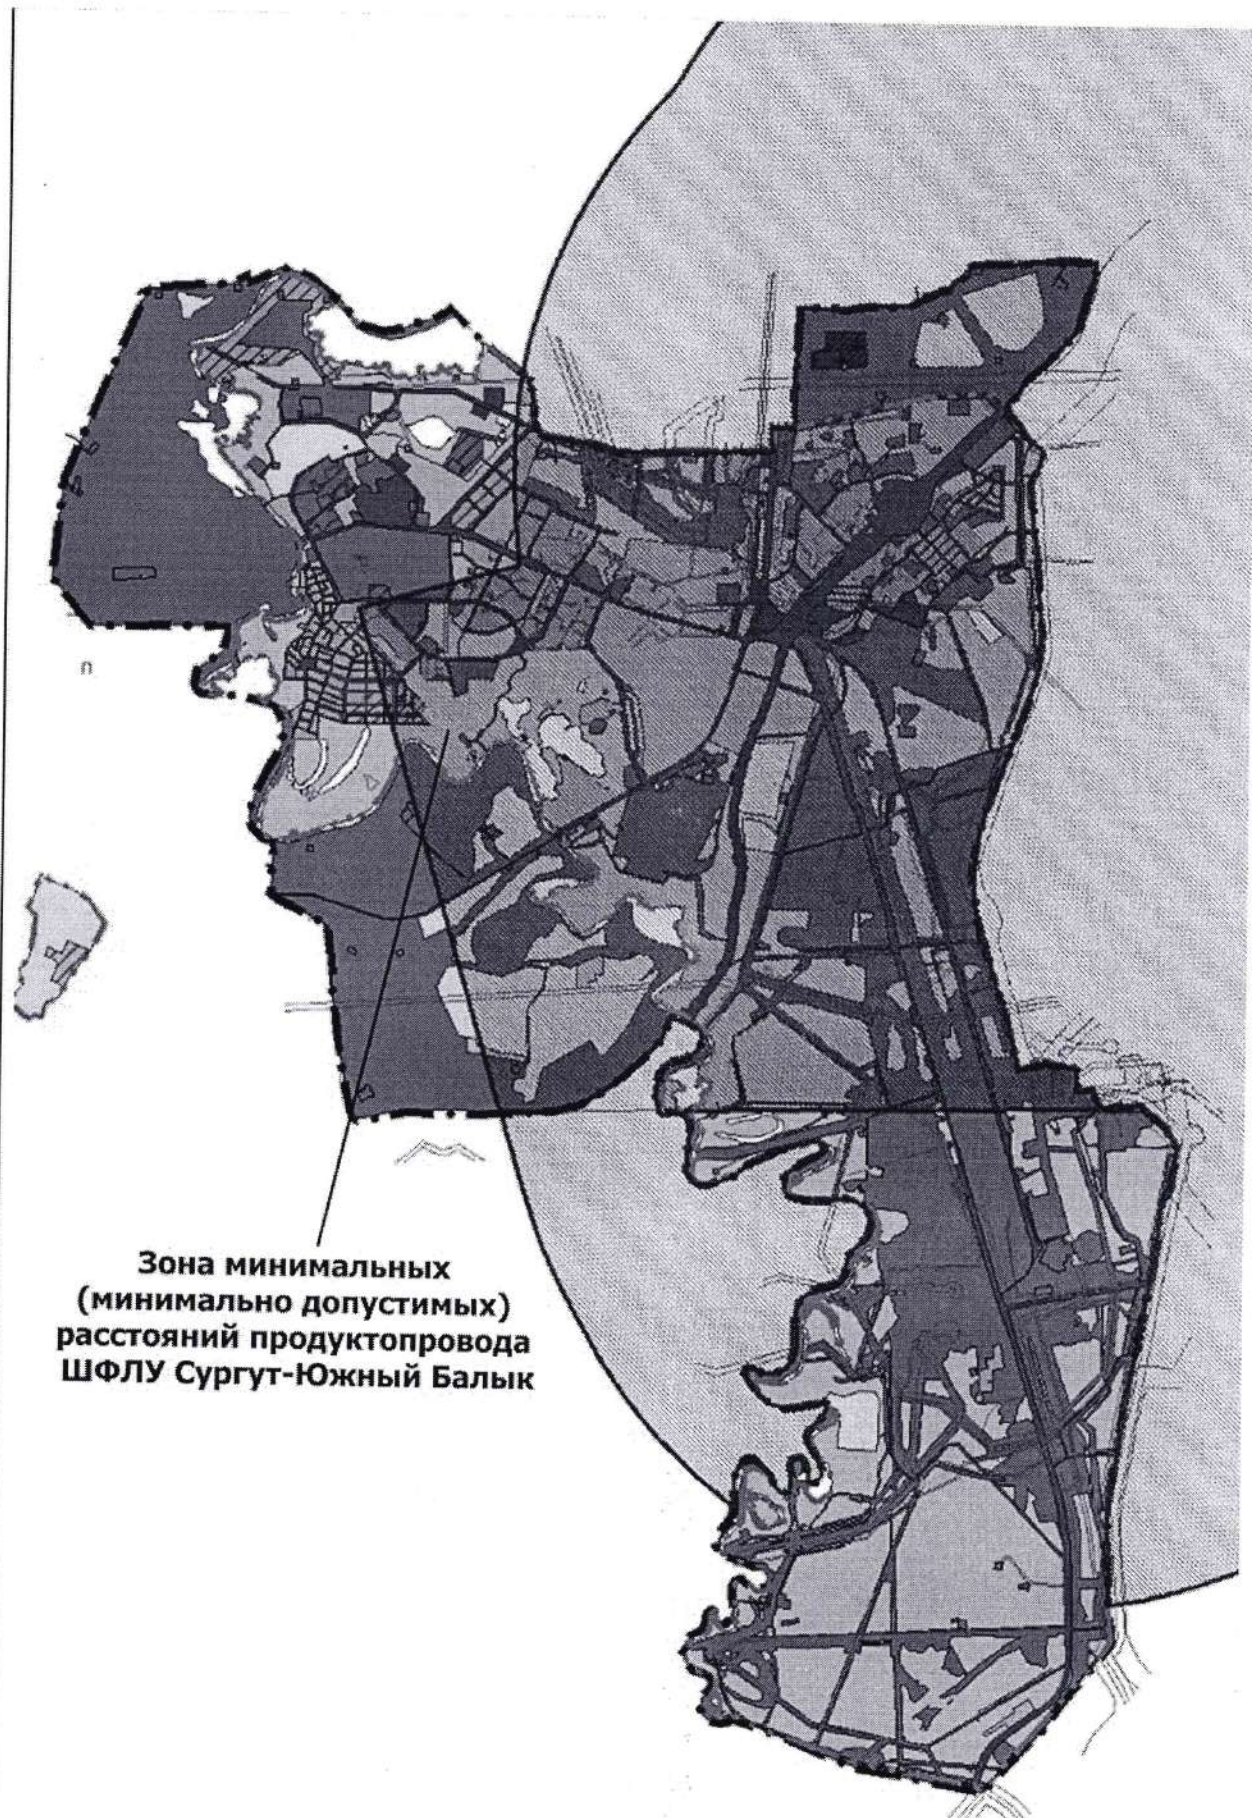 П
Зона минимальных
(минимально допустимых)
расстояний продуктопровода
ШФЛУ Сургут-Южный Балык